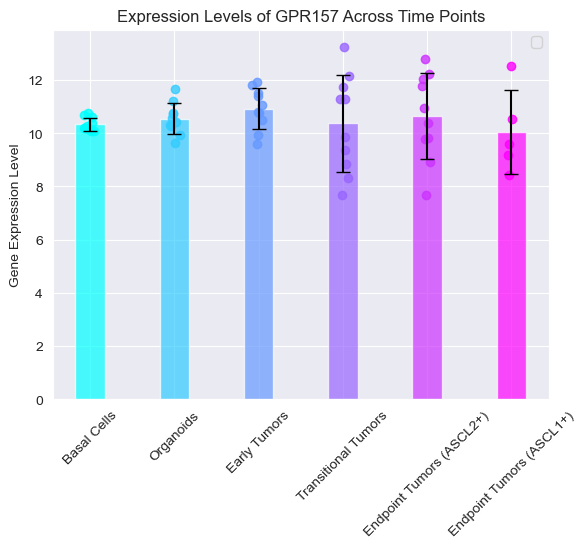 Expression Levels of GPR157 Across Time Points
Gene Expression Level
12
10
8
6
4
2
0
Basal Cells
Organoids
Early Tumors
Transitional Tumors
Endpoint Tumors (ASCL2+)
Endpoint Tumors (ASCL1+)